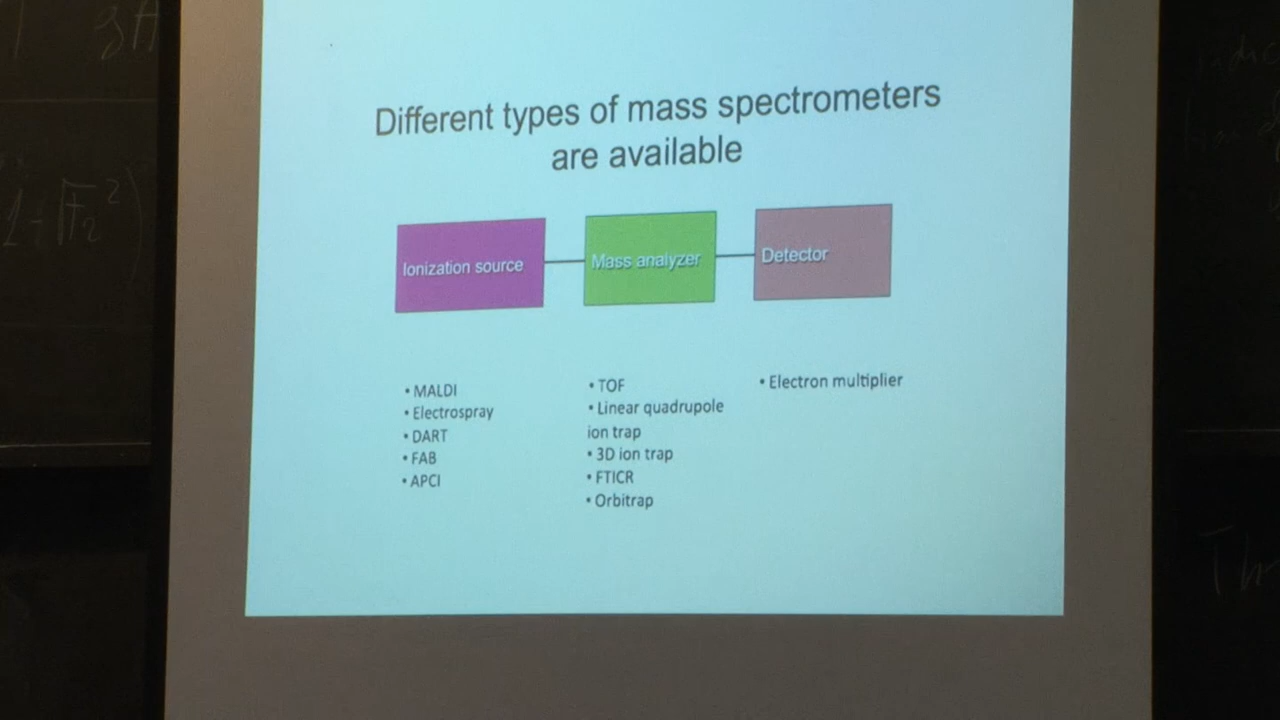 Different types of mass spectrometers
are available
Ionization source
Mass analyzer
Detector
• MALDI
• Electrospray
• DART
• FAB
• APCI
• TOF
• Linear quadrupole
ion trap
• 3D ion trap
• FTICR
• Orbitrap
• Electron multiplier